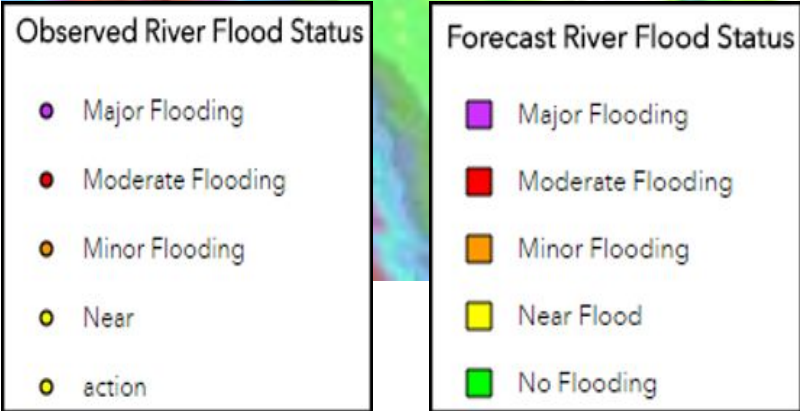 Observed River Flood Status
Major Flooding
Moderate Flooding
Minor Flooding
Near
action
Forecast River Flood Status
Major Flooding
Moderate Flooding
Minor Flooding
Near Flood
No Flooding